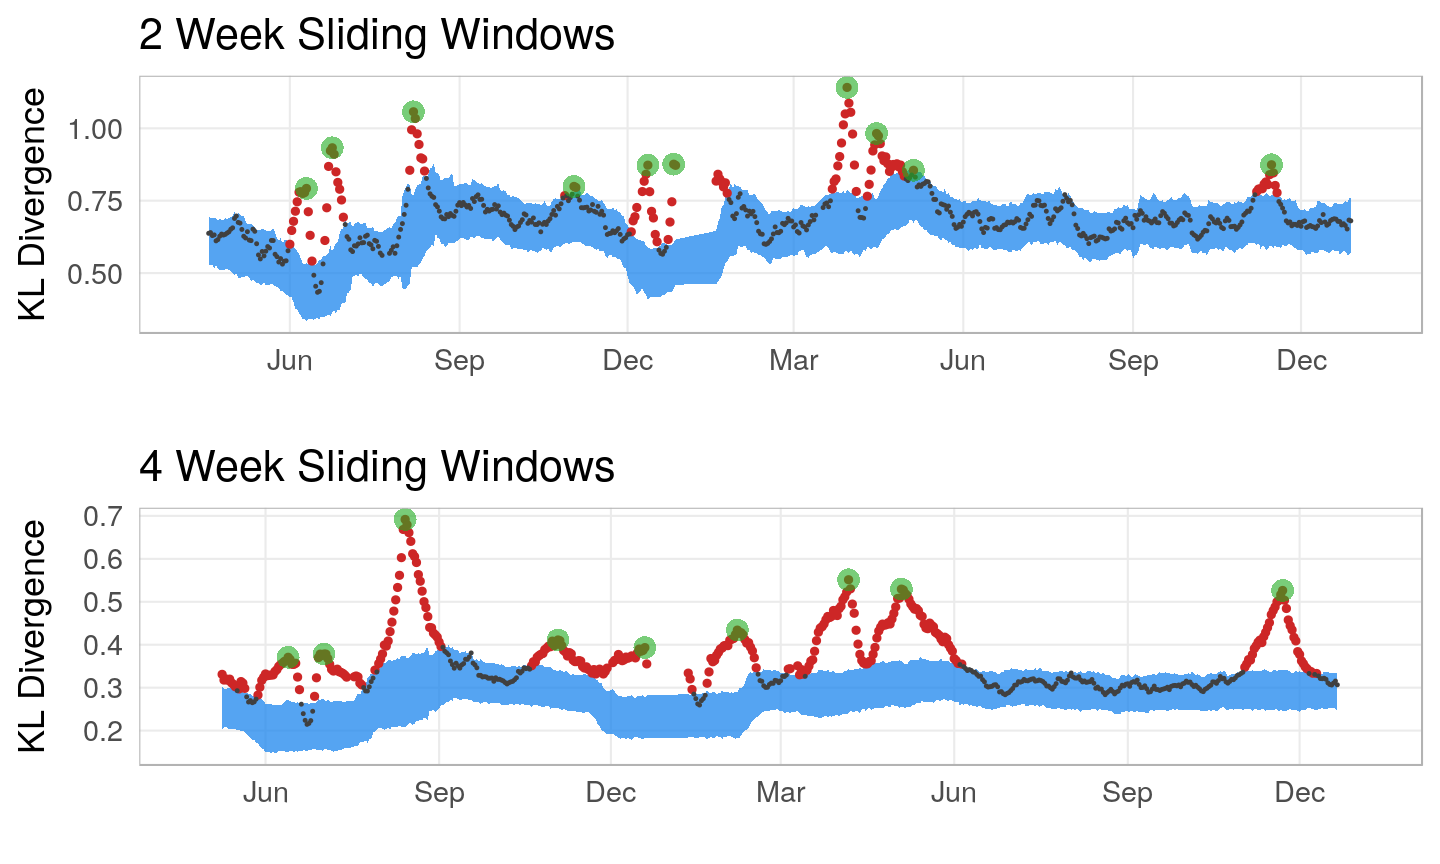 2 Week Sliding Windows
KL Divergence
1.00
0.75
0.50
Jun Sep Dec Mar Jun Sep Dec
4 Week Sliding Windows
KL Divergence
0.7
0.6
0.5
0.4
0.3
0.2
Jun Sep Dec Mar Jun Sep Dec